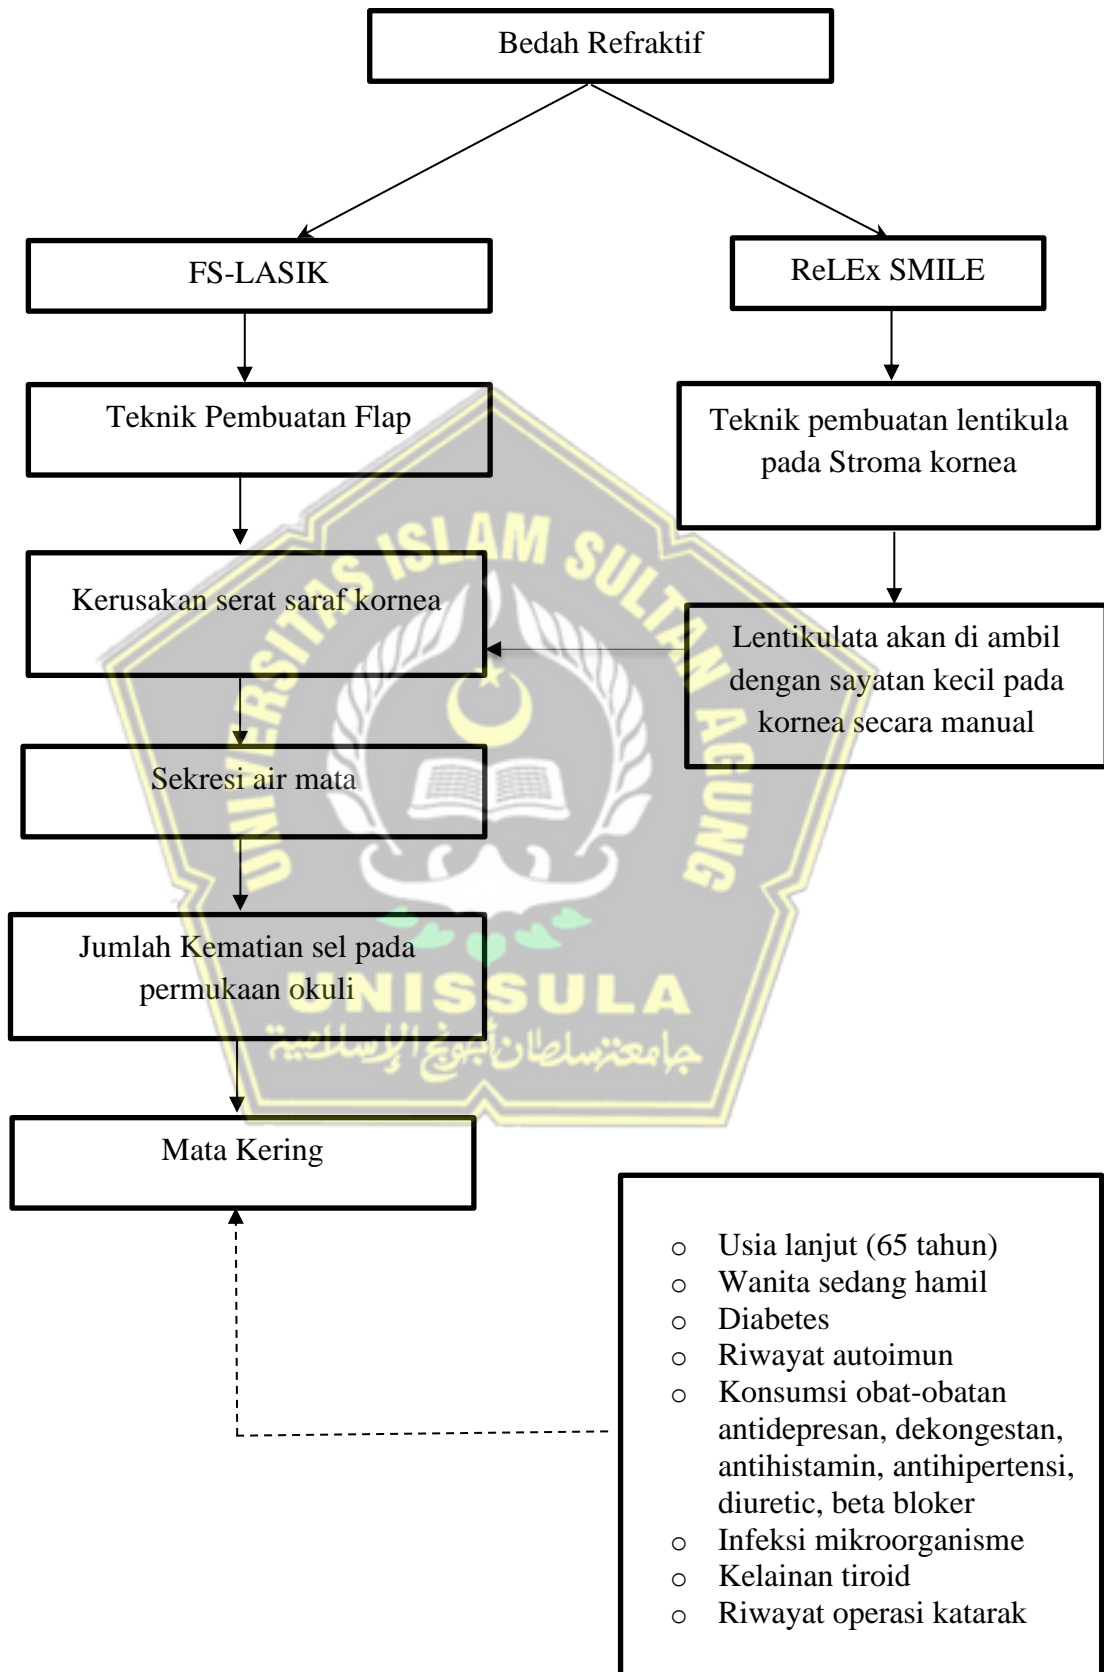 Bedah Refraktif
FS-LASIK
ReLEx SMILE
Teknik Pembuatan Flap
Teknik pembuatan lentikula
pada Stroma kornea
Kerusakan serat saraf kornea
Lentikulata akan di ambil
dengan sayatan kecil pada
kornea secara manual
Sekresi air mata
Jumlah Kematian sel pada
permukaan okuli
Mata Kering
UNIVERSITAS ISLAM SULTAN AGUNG
UNISSULA
جامعة سلطان أجونج الإسلامية
○ Usia lanjut (65 tahun)
○ Wanita sedang hamil
○ Diabetes
○ Riwayat autoimun
○ Konsumsi obat-obatan
antidepresan, dekongestan,
antihistamin, antihipertensi,
diuretic, beta bloker
○ Infeksi mikroorganisme
○ Kelainan tiroid
○ Riwayat operasi katarak